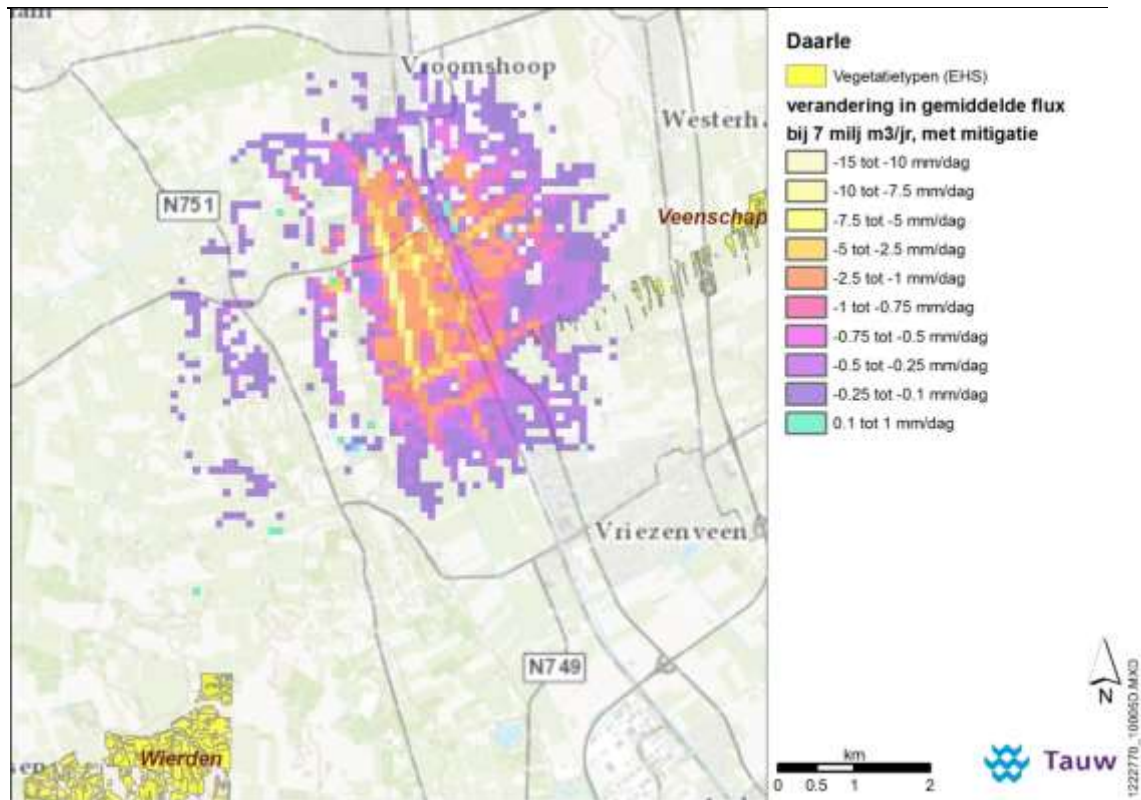 Vroomshoop
Westerh
N751
Veenschap
Vriezenveen
N749
Wierden
Daarle
Vegetatietypen (EHS)
verandering in gemiddelde flux
bij 7 milj m3/jr, met mitigatie
-15 tot -10 mm/dag
-10 tot -7.5 mm/dag
-7.5 tot -5 mm/dag
-5 tot -2.5 mm/dag
-2.5 tot -1 mm/dag
-1 tot -0.75 mm/dag
-0.75 tot -0.5 mm/dag
-0.5 tot -0.25 mm/dag
-0.25 tot -0.1 mm/dag
0.1 tot 1 mm/dag
N
km
0 0.5 1 2
Tauw